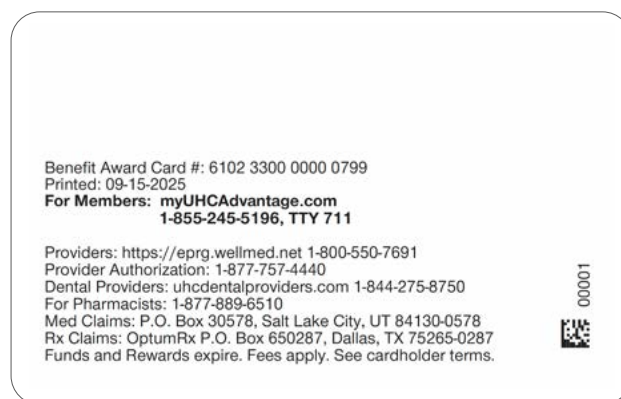 Benefit Award Card #: 6102 3300 0000 0799
Printed: 09-15-2025
For Members: myUHCAdvantage.com
1-855-245-5196, TTY 711
Providers: https://eprg.wellmed.net 1-800-550-7691
Provider Authorization: 1-877-757-4440
Dental Providers: uhcdentalproviders.com 1-844-275-8750
For Pharmacists: 1-877-889-6510
Med Claims: P.O. Box 30578, Salt Lake City, UT 84130-0578
Rx Claims: OptumRx P.O. Box 650287, Dallas, TX 75265-0287
Funds and Rewards expire. Fees apply. See cardholder terms.
00001